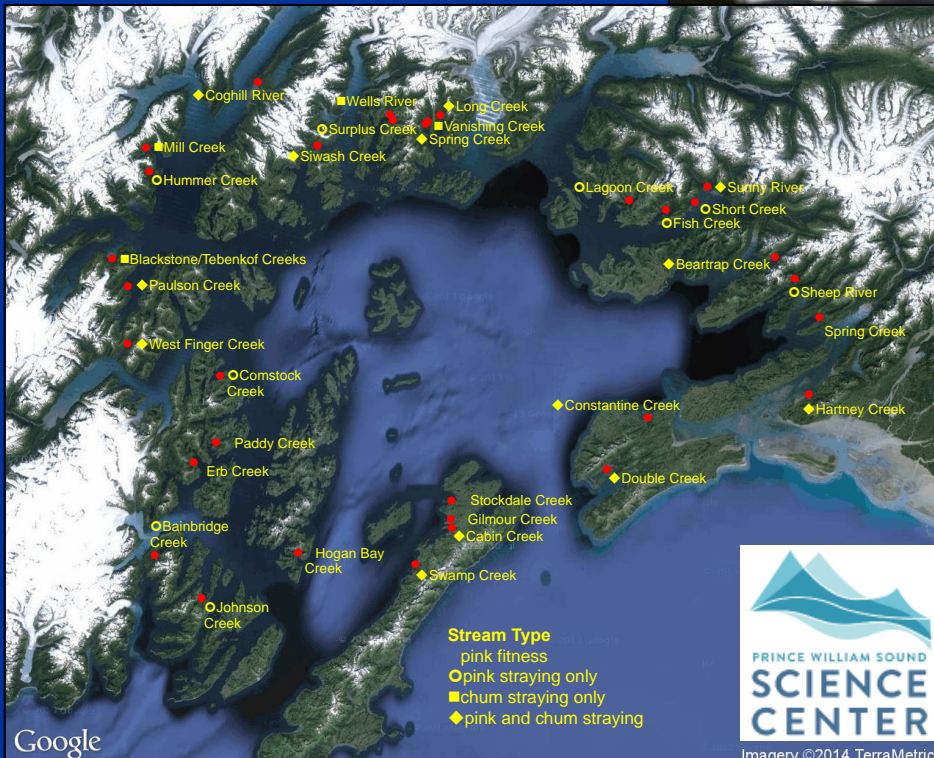 Coghill River
Wells River
Long Creek
Surplus Creek
Vanishing Creek
Spring Creek
Mill Creek
Siwash Creek
Hummer Creek
Lagoon Creek
Sunny River
Short Creek
Fish Creek
Blackstone/Tebenkof Creeks
Beartrap Creek
Paulson Creek
Sheep River
Spring Creek
West Finger Creek
Comstock
Creek
Constantine Creek
Hartney Creek
Paddy Creek
Erb Creek
Double Creek
Stockdale Creek
Gilmour Creek
Cabin Creek
Bainbridge
Creek
Hogan Bay
Creek
Swamp Creek
Johnson
Creek
Stream Type
pink fitness
pink straying only
chum straying only
pink and chum straying
PRINCE WILLIAM SOUND
SCIENCE
CENTER
Google
Imagery ©2014 TerraMetric